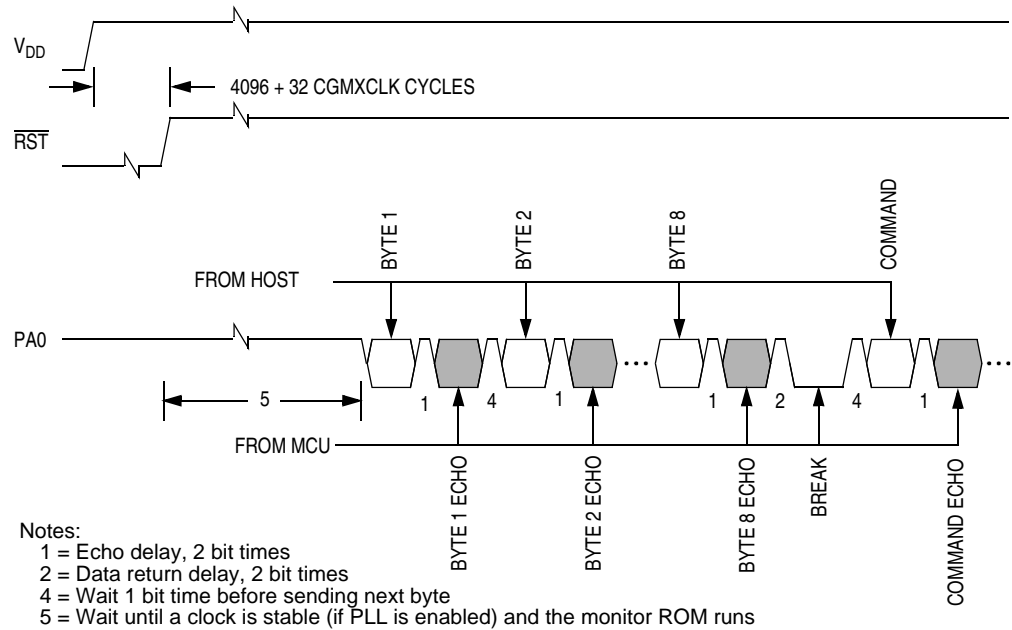 VDD
4096 + 32 CGMXCLK CYCLES
RST
BYTE 1
BYTE 2
BYTE 8
COMMAND
FROM HOST
PA0
...
...
5
1
4
1
1
2
4
1
FROM MCU
BYTE 1 ECHO
BYTE 2 ECHO
BYTE 8 ECHO
BREAK
COMMAND ECHO
Notes:
1 = Echo delay, 2 bit times
2 = Data return delay, 2 bit times
4 = Wait 1 bit time before sending next byte
5 = Wait until a clock is stable (if PLL is enabled) and the monitor ROM runs